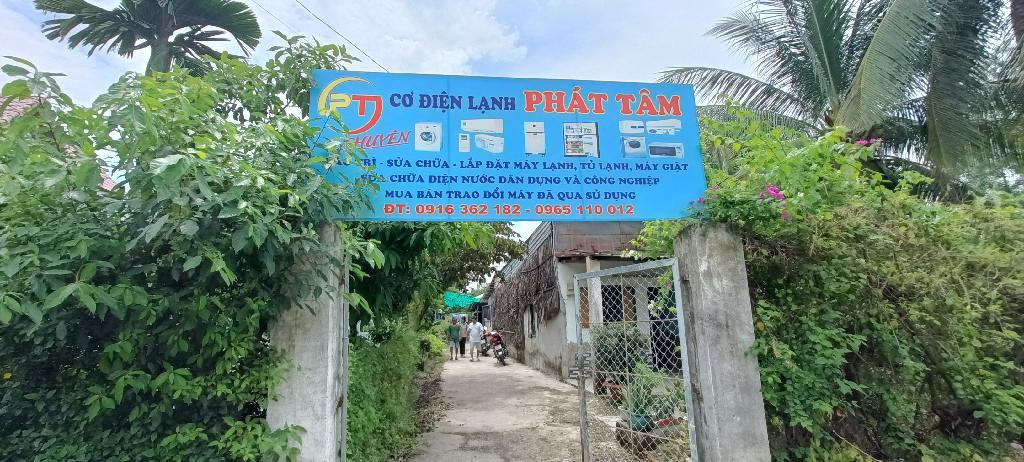 PT
CƠ ĐIỆN LẠNH PHÁT TÂM
TRÌ - SỬA CHỮA - LẮP ĐẶT MÁY LẠNH, TỦ LẠNH, MÁY GIẶT
SỬA CHỮA ĐIỆN NƯỚC DÂN DỤNG VÀ CÔNG NGHIỆP
MUA BÁN TRAO ĐỔI MÁY ĐÃ QUA SỬ DỤNG
ĐT: 0916 362 182 - 0965 110 012